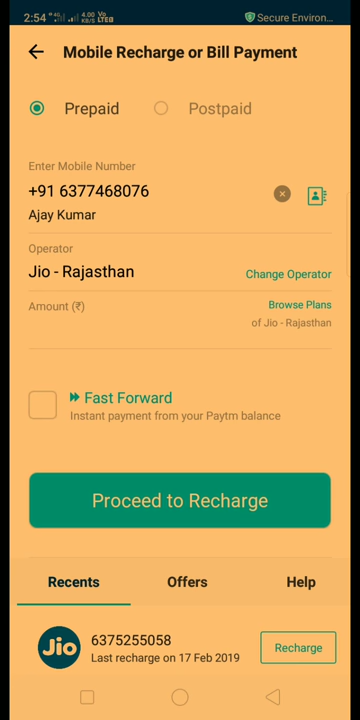 2:54 4G 4.00 KB/S Vo LTE Secure Environ...
Mobile Recharge or Bill Payment
Prepaid Postpaid
Enter Mobile Number
+91 6377468076
Ajay Kumar
Operator
Jio - Rajasthan Change Operator
Amount (₹) Browse Plans
of Jio - Rajasthan
Fast Forward
Instant payment from your Paytm balance
Proceed to Recharge
Recents Offers Help
Jio 6375255058 Recharge
Last recharge on 17 Feb 2019